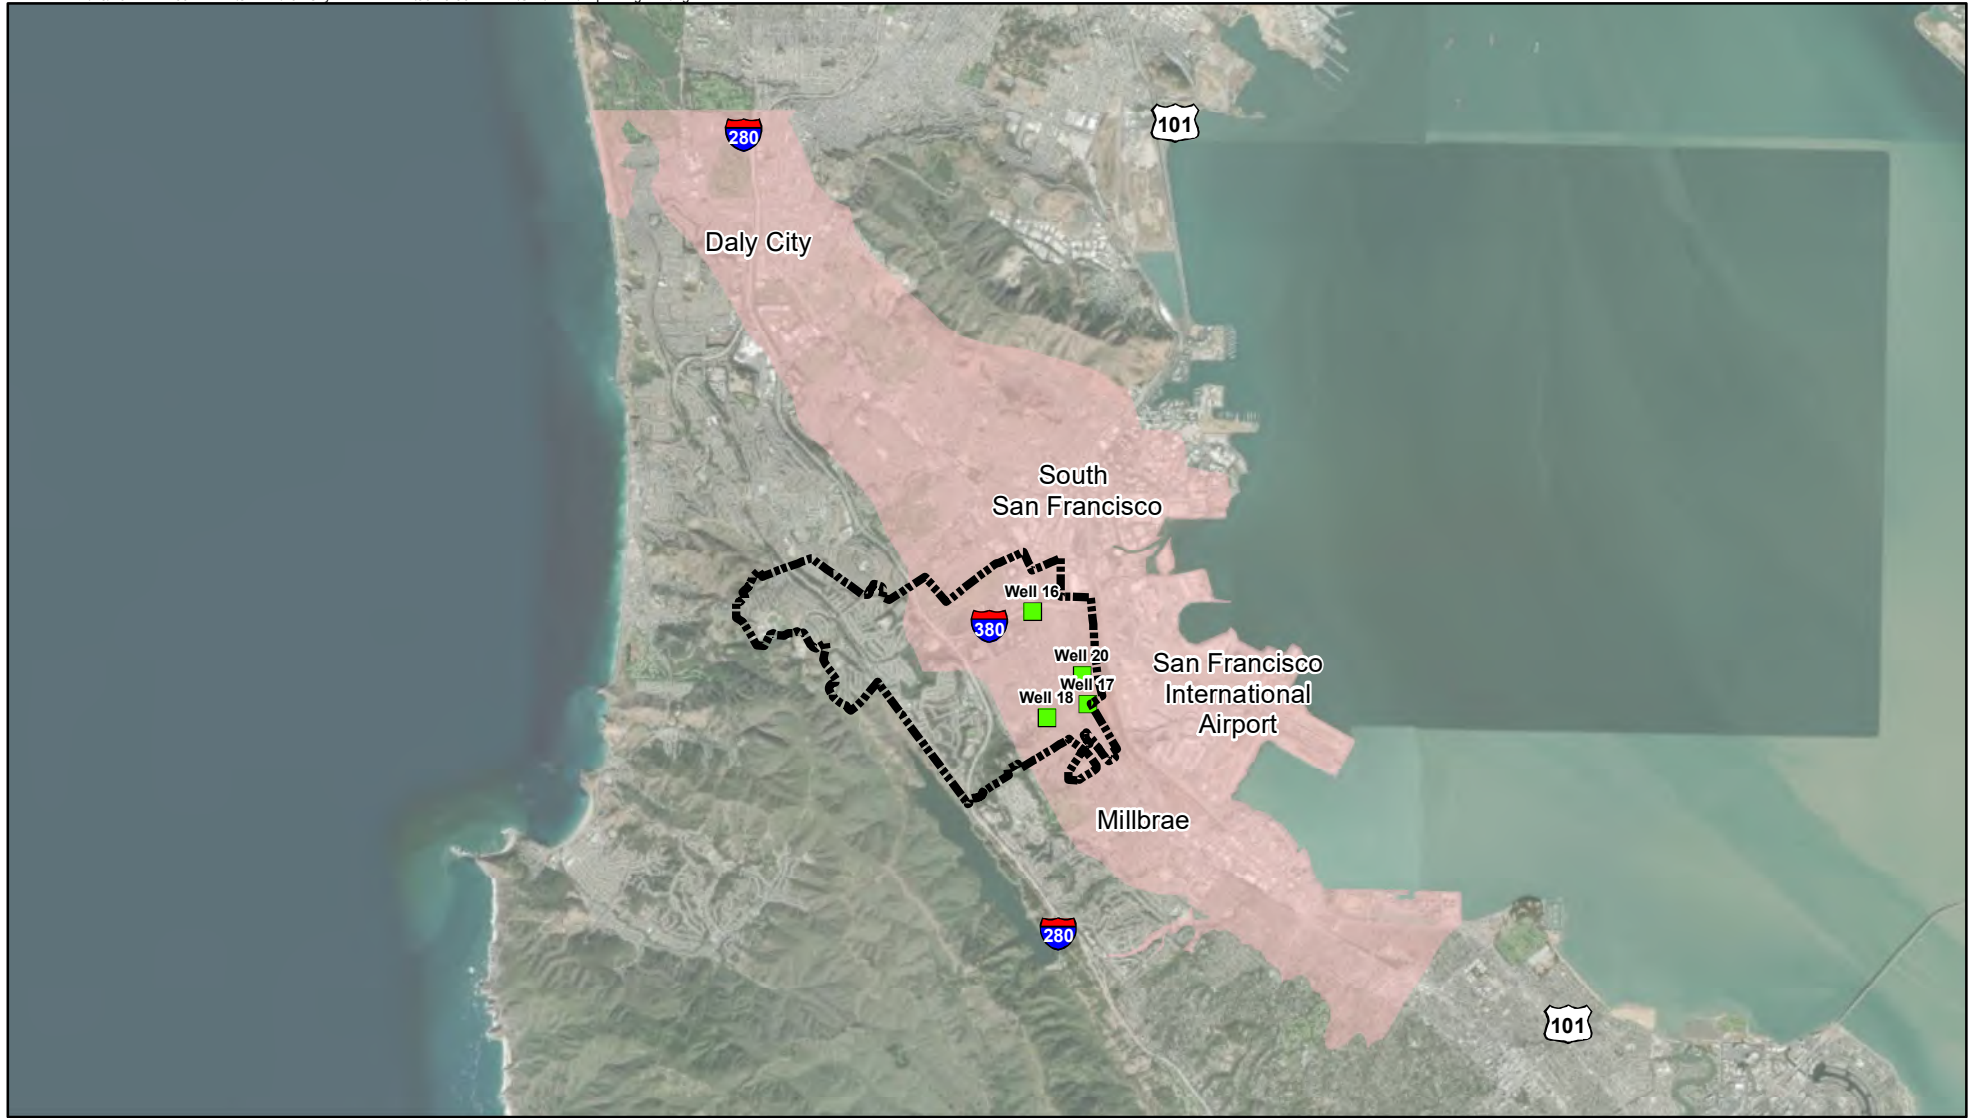 101
280
Daly City
South
San Francisco
Well 16
380
Well 20
San Francisco
International
Airport
Well 17
Well 18
Millbrae
280
101